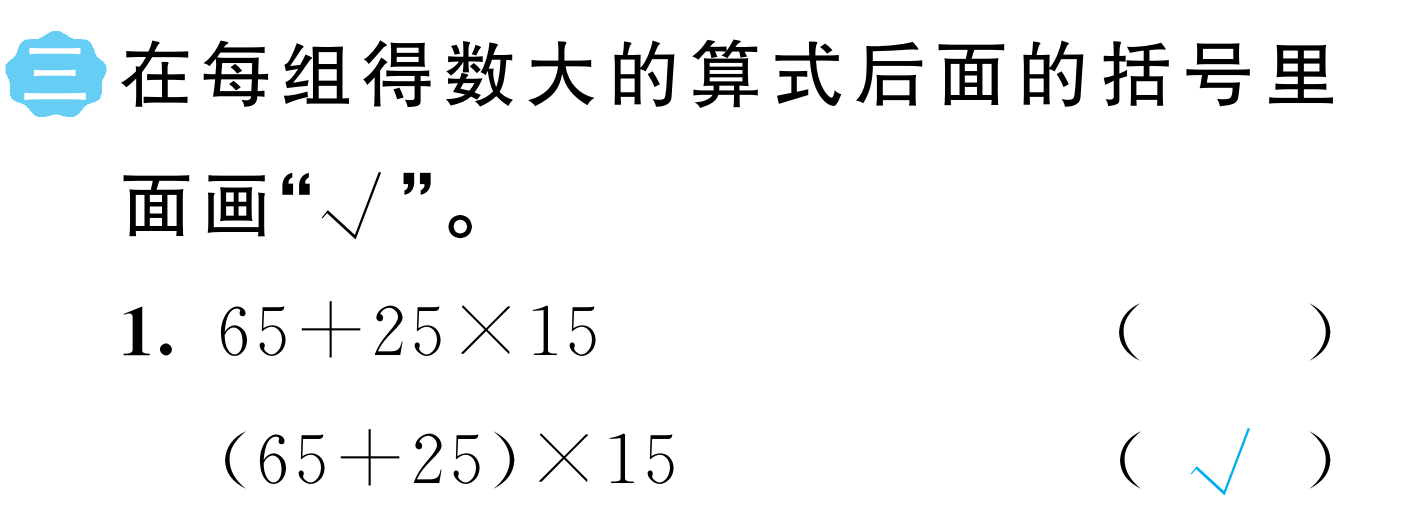 三 在每组得数大的算式后面的括号里
面画“√”。
1. 65+25×15 ( )
(65+25)×15 ( √ )